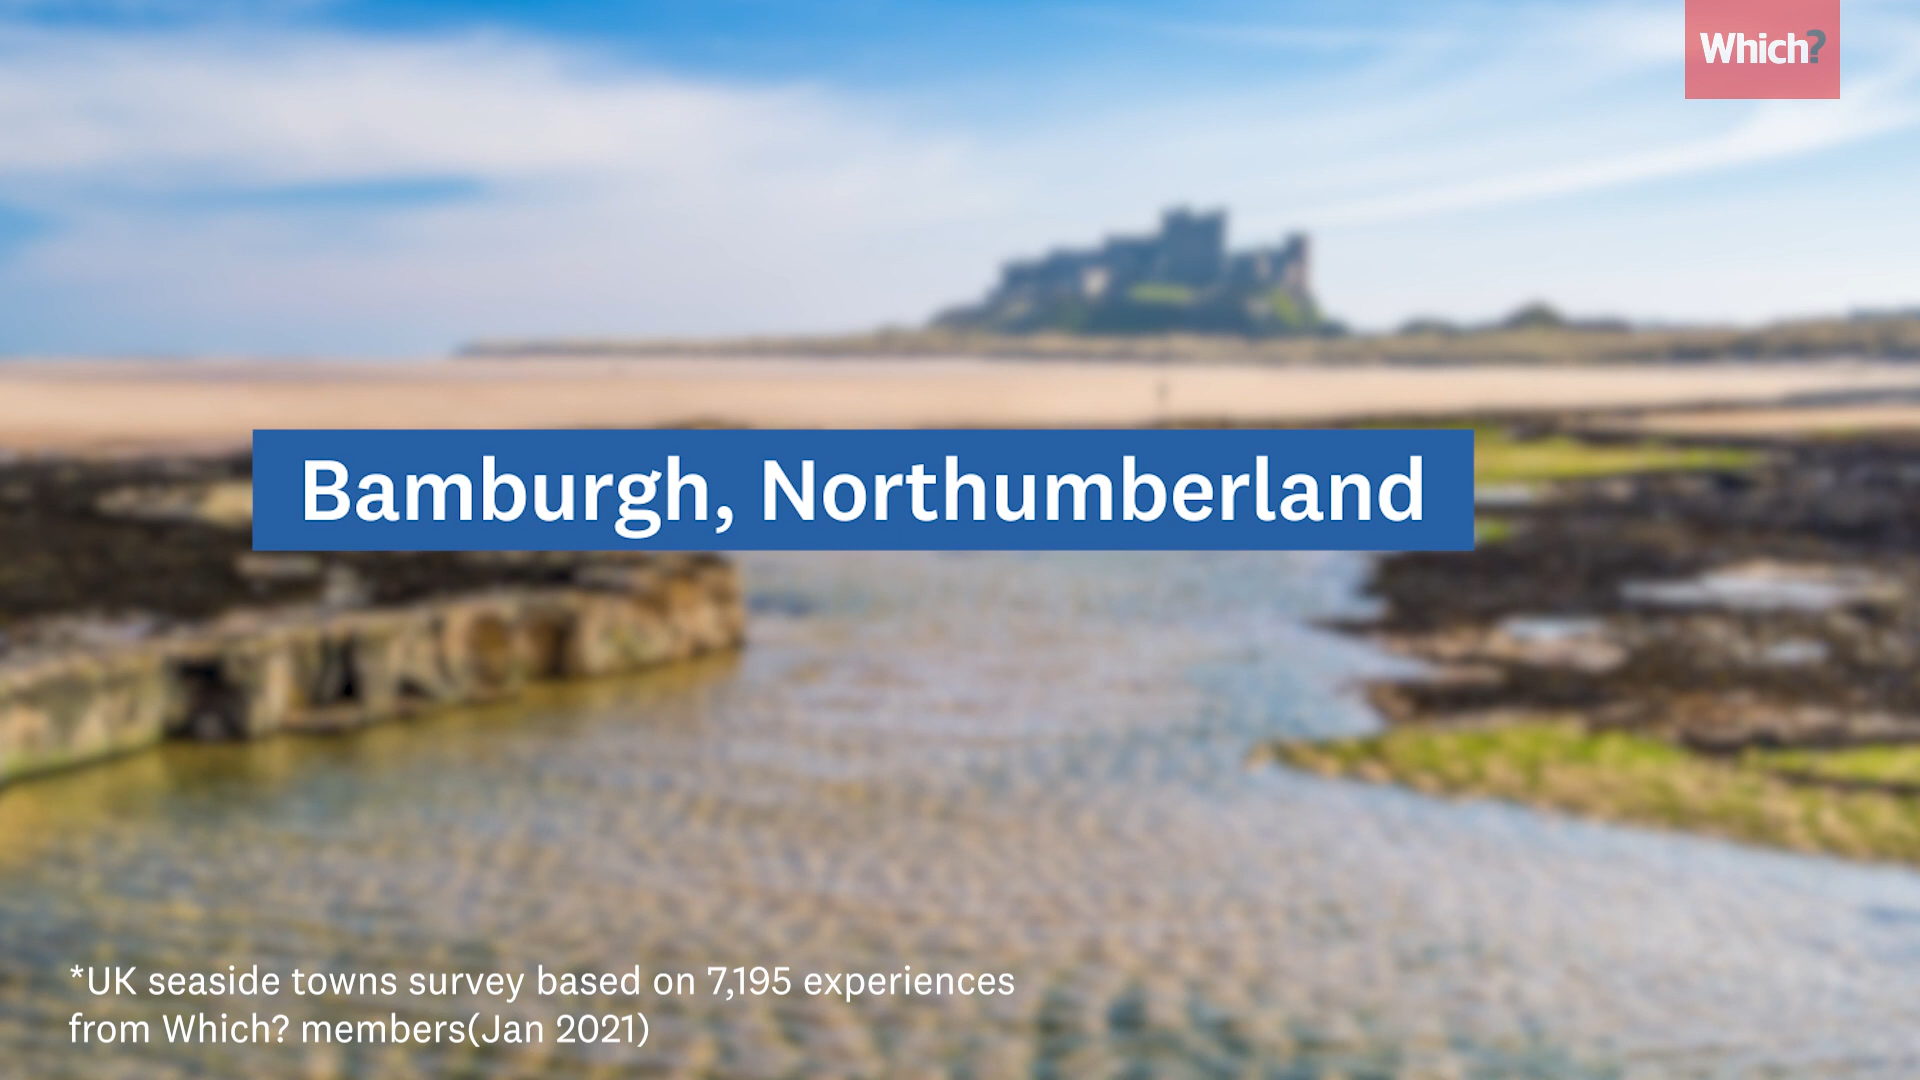 Which?
Bamburgh, Northumberland
*UK seaside towns survey based on 7,195 experiences
from Which? members(Jan 2021)